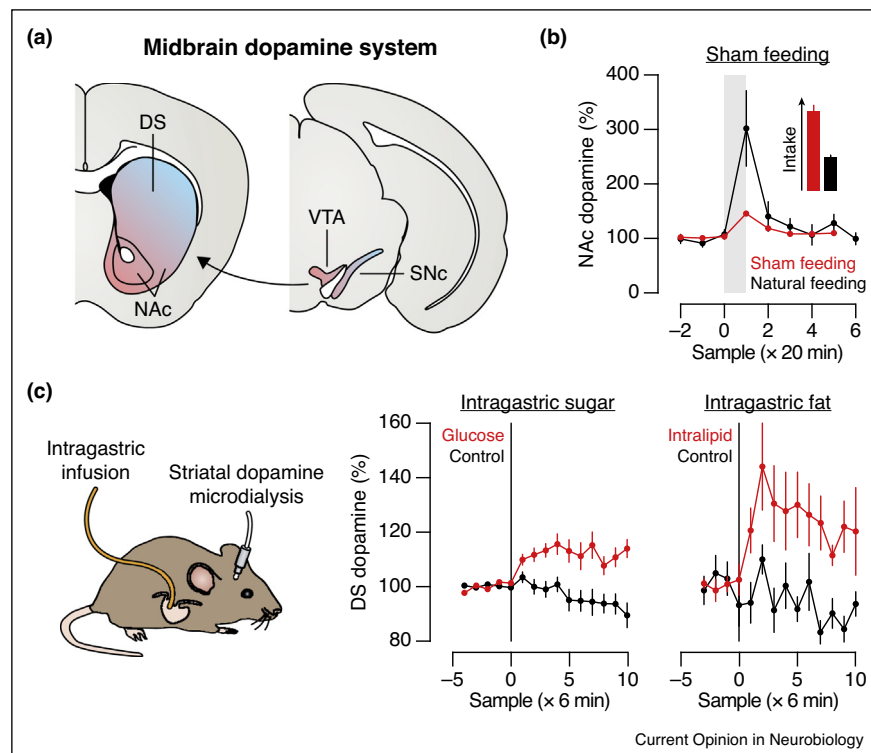 (a)
Midbrain dopamine system
DS
NAc
VTA
SNc
(b)
Sham feeding
NAc dopamine (%)
400
300
200
100
0
Intake
Sham feeding
Natural feeding
–2
0
2
4
6
Sample (× 20 min)
(c)
Intragastric
infusion
Striatal dopamine
microdialysis
Intragastric sugar
DS dopamine (%)
160
140
120
100
80
Glucose
Control
–5
0
5
10
Sample (× 6 min)
Intragastric fat
Intralipid
Control
–5
0
5
10
Sample (× 6 min)
Current Opinion in Neurobiology